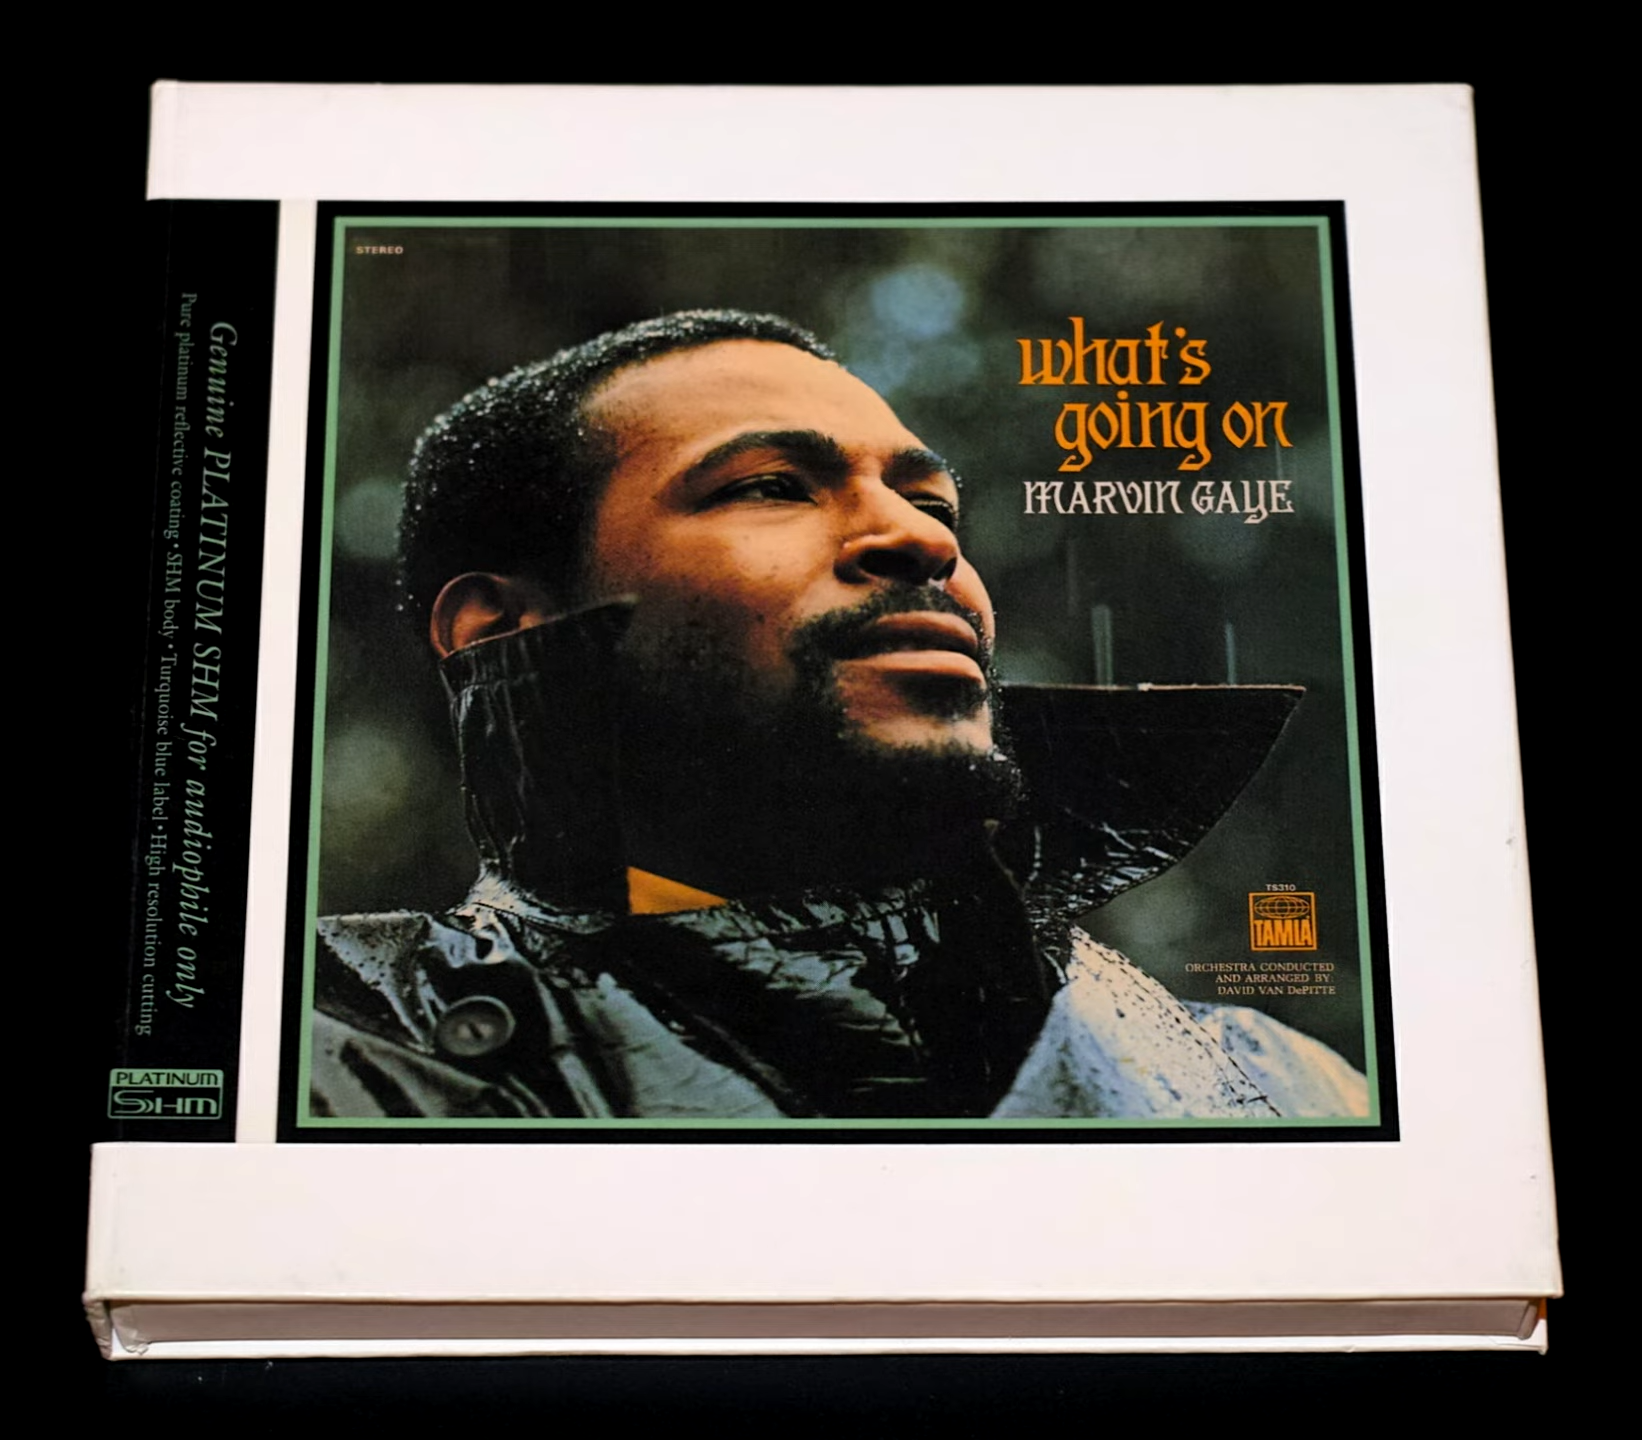 Genuine PLATINUM SHM for audiophile only
Pure platinum reflective coating • SHM body • Turquoise blue label • High resolution cutting
PLATINUM
SHM
STEREO
what's
going on
MARVIN GAYE
TS310
TAMLA
ORCHESTRA CONDUCTED
AND ARRANGED BY
DAVID VAN DePITTE